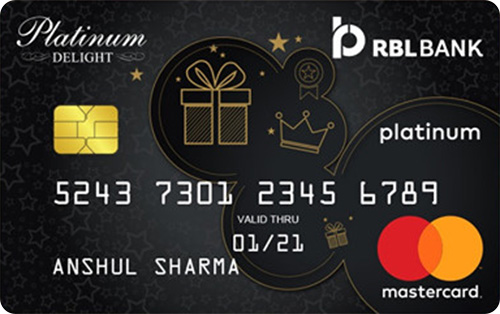 Platinum
DELIGHT
RBLBANK
platinum
5243 7301 2345 6789
VALID THRU
01/21
ANSHUL SHARMA
mastercard.